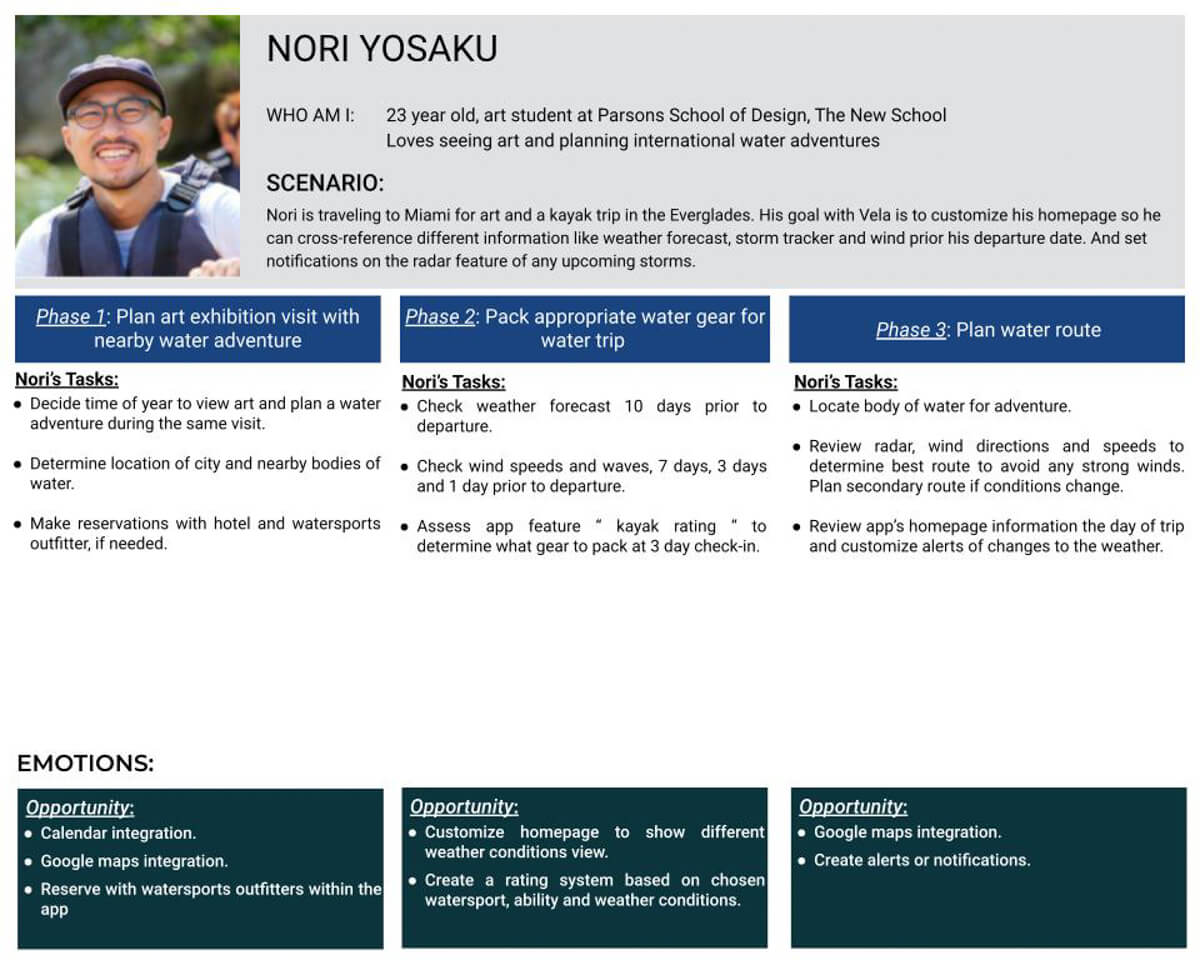 NORI YOSAKU
WHO AM I: 23 year old, art student at Parsons School of Design, The New School
Loves seeing art and planning international water adventures
SCENARIO:
Nori is traveling to Miami for art and a kayak trip in the Everglades. His goal with Vela is to customize his homepage so he
can cross-reference different information like weather forecast, storm tracker and wind prior his departure date. And set
notifications on the radar feature of any upcoming storms.
Phase 1: Plan art exhibition visit with
nearby water adventure
Nori's Tasks:
● Decide time of year to view art and plan a water
adventure during the same visit.
● Determine location of city and nearby bodies of
water.
● Make reservations with hotel and watersports
outfitter, if needed.
Phase 2: Pack appropriate water gear for
water trip
Nori's Tasks:
● Check weather forecast 10 days prior to
departure.
● Check wind speeds and waves, 7 days, 3 days
and 1 day prior to departure.
● Assess app feature “ kayak rating “ to
determine what gear to pack at 3 day check-in.
Phase 3: Plan water route
Nori's Tasks:
● Locate body of water for adventure.
● Review radar, wind directions and speeds to
determine best route to avoid any strong winds.
Plan secondary route if conditions change.
● Review app's homepage information the day of trip
and customize alerts of changes to the weather.
EMOTIONS:
Opportunity:
● Calendar integration.
● Google maps integration.
● Reserve with watersports outfitters within the
app
Opportunity:
● Customize homepage to show different
weather conditions view.
● Create a rating system based on chosen
watersport, ability and weather conditions.
Opportunity:
● Google maps integration.
● Create alerts or notifications.